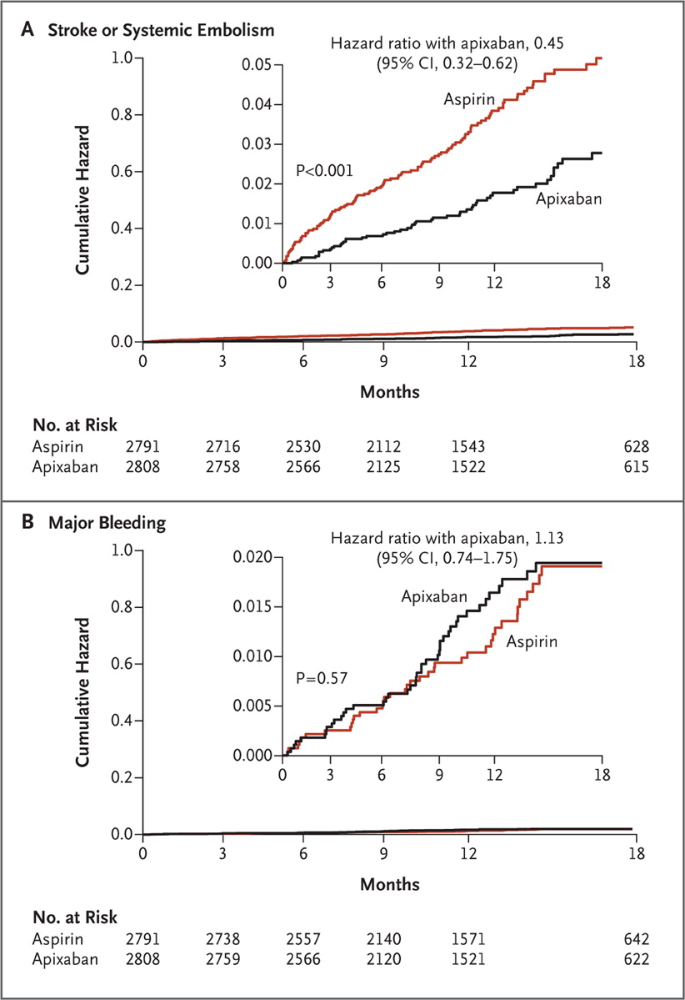 A Stroke or Systemic Embolism
Hazard ratio with apixaban, 0.45
(95% CI, 0.32–0.62)
Cumulative Hazard
1.0
0.8
0.6
0.4
0.2
0.0
0.05
0.04
0.03
0.02
0.01
0.00
Aspirin
P<0.001
Apixaban
0 3 6 9 12 18
0 3 6 9 12 18
Months
No. at Risk
Aspirin 2791 2716 2530 2112 1543 628
Apixaban 2808 2758 2566 2125 1522 615
B Major Bleeding
Hazard ratio with apixaban, 1.13
(95% CI, 0.74–1.75)
Cumulative Hazard
1.0
0.8
0.6
0.4
0.2
0.0
0.020
0.015
0.010
0.005
0.000
Apixaban
Aspirin
P=0.57
0 3 6 9 12 18
0 3 6 9 12 18
Months
No. at Risk
Aspirin 2791 2738 2557 2140 1571 642
Apixaban 2808 2759 2566 2120 1521 622